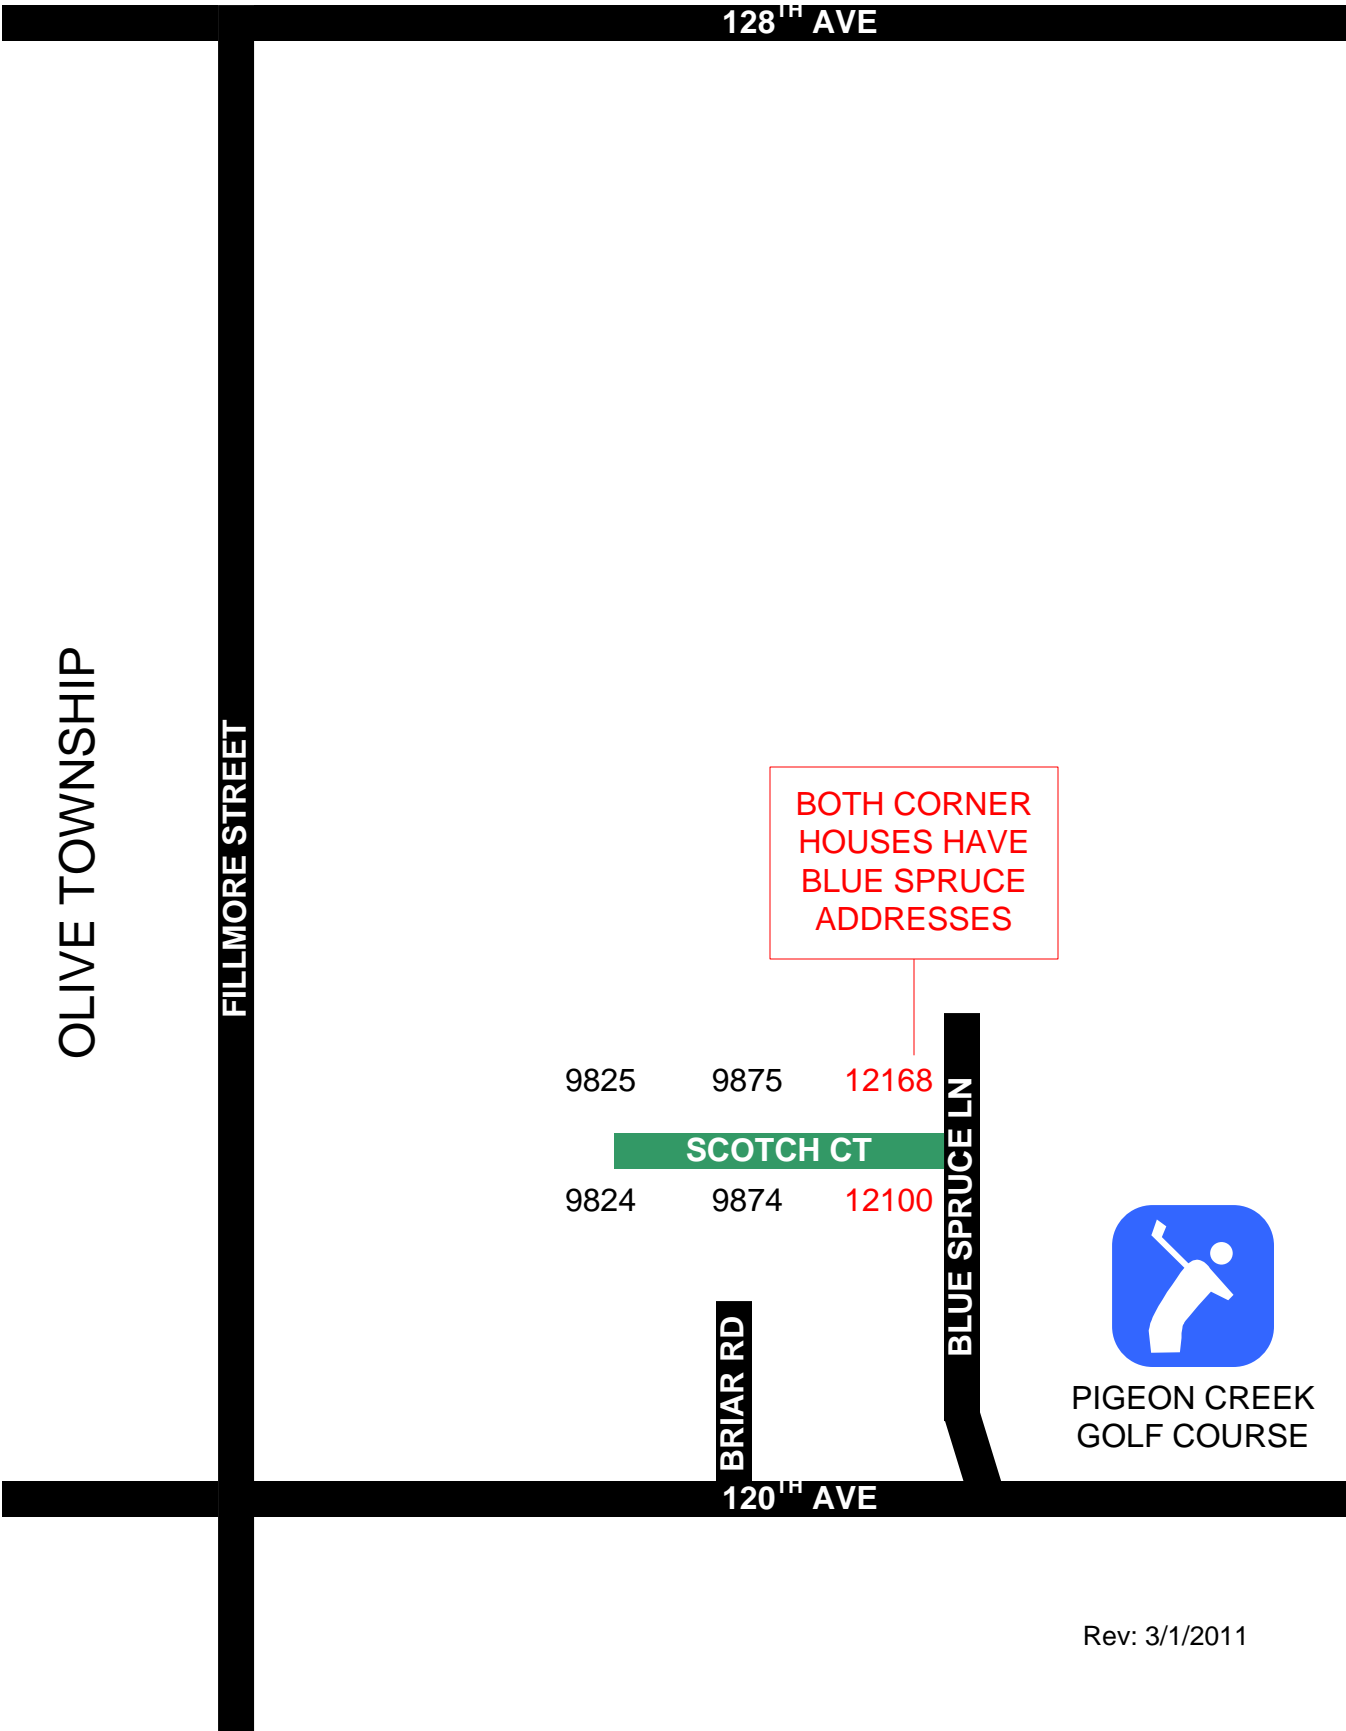 128TH AVE
OLIVE TOWNSHIP
FILLMORE STREET
BOTH CORNER
HOUSES HAVE
BLUE SPRUCE
ADDRESSES
9825 9875 12168
SCOTCH CT
9824 9874 12100
BLUE SPRUCE LN
BRIAR RD
PIGEON CREEK
GOLF COURSE
120TH AVE
Rev: 3/1/2011